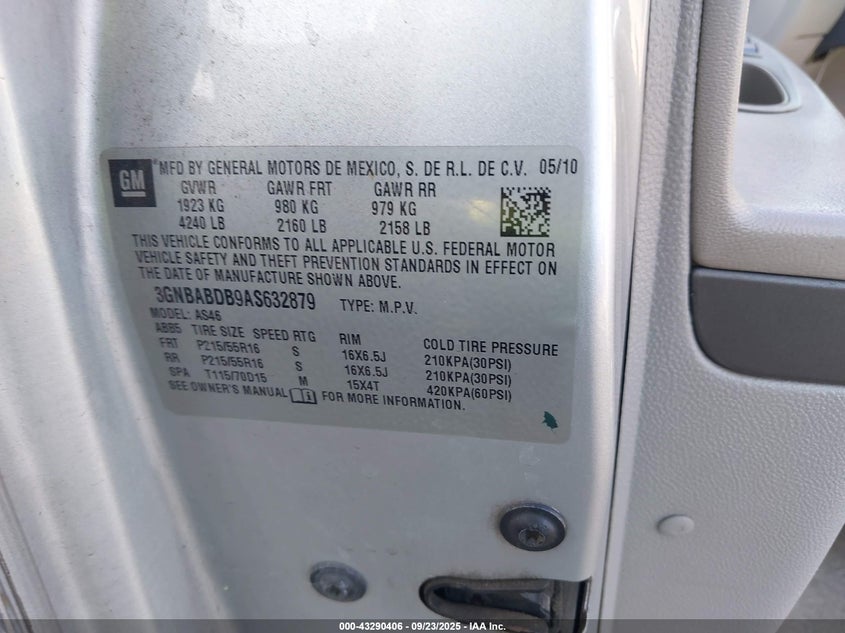 GM
*MFD BY GENERAL MOTORS DE MEXICO, S. DE R.L. DE C.V. 05/10
GVWR GAWR FRT GAWR RR
1923 KG 980 KG 979 KG
4240 LB 2160 LB 2158 LB
THIS VEHICLE CONFORMS TO ALL APPLICABLE U.S. FEDERAL MOTOR
VEHICLE SAFETY AND THEFT PREVENTION STANDARDS IN EFFECT ON
THE DATE OF MANUFACTURE SHOWN ABOVE.
3GNBABDB9AS632879 TYPE: M.P.V.
MODEL: AS46
ABB5 TIRE SIZE SPEED RTG RIM COLD TIRE PRESSURE
FRT P215/55R16 S 16X6.5J 210KPA(30PSI)
RR P215/55R16 S 16X6.5J 210KPA(30PSI)
SPA T115/70D15 M 15X4T 420KPA(60PSI)
SEE OWNER'S MANUAL FOR MORE INFORMATION.
000-43290406 - 09/23/2025 - IAA Inc.